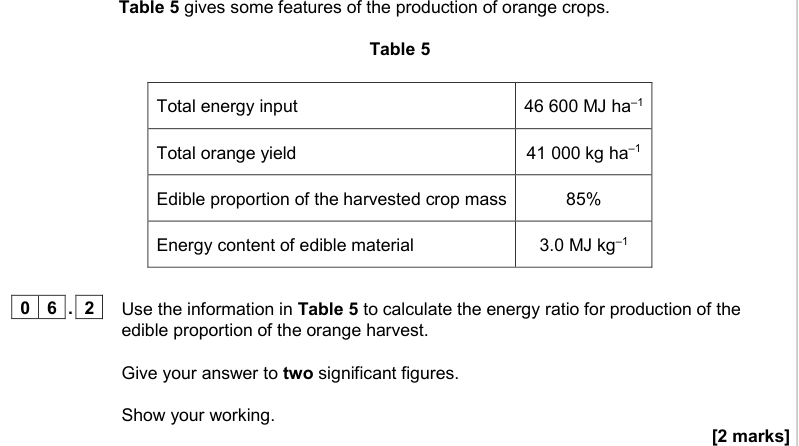 Table 5 gives some features of the production of orange crops.
Table 5
Total energy input 46 600 MJ ha⁻¹
Total orange yield 41 000 kg ha⁻¹
Edible proportion of the harvested crop mass 85%
Energy content of edible material 3.0 MJ kg⁻¹
0 6 . 2 Use the information in Table 5 to calculate the energy ratio for production of the
edible proportion of the orange harvest.
Give your answer to two significant figures.
Show your working.
[2 marks]